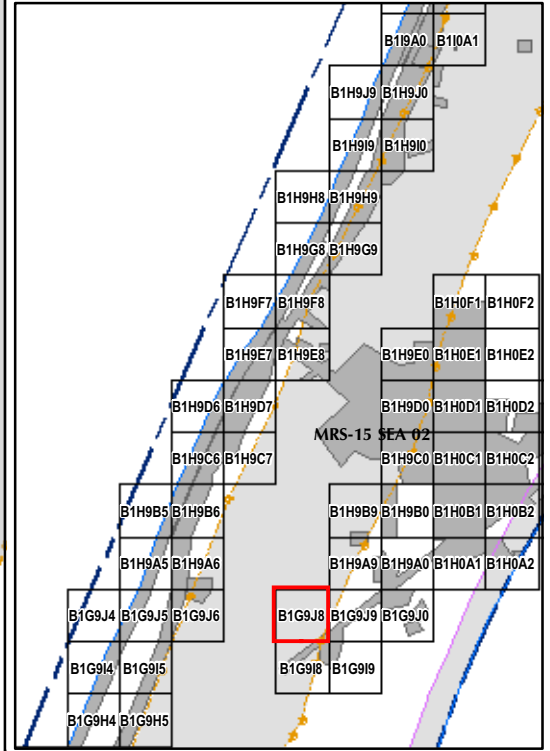 B1I9A0 B1I0A1
B1H9J9 B1H9J0
B1H9I9 B1H9I0
B1H9H8 B1H9H9
B1H9G8 B1H9G9
B1H9F7 B1H9F8 B1H0F1 B1H0F2
B1H9E7 B1H9E8 B1H9E0 B1H0E1 B1H0E2
B1H9D6 B1H9D7 B1H9D0 B1H0D1 B1H0D2
MRS-15 SEA 02
B1H9C6 B1H9C7 B1H9C0 B1H0C1 B1H0C2
B1H9B5 B1H9B6 B1H9B9 B1H9B0 B1H0B1 B1H0B2
B1H9A5 B1H9A6 B1H9A9 B1H9A0 B1H0A1 B1H0A2
B1G9J4 B1G9J5 B1G9J6 B1G9J8 B1G9J9 B1G9J0
B1G9I4 B1G9I5 B1G9I8 B1G9I9
B1G9H4 B1G9H5